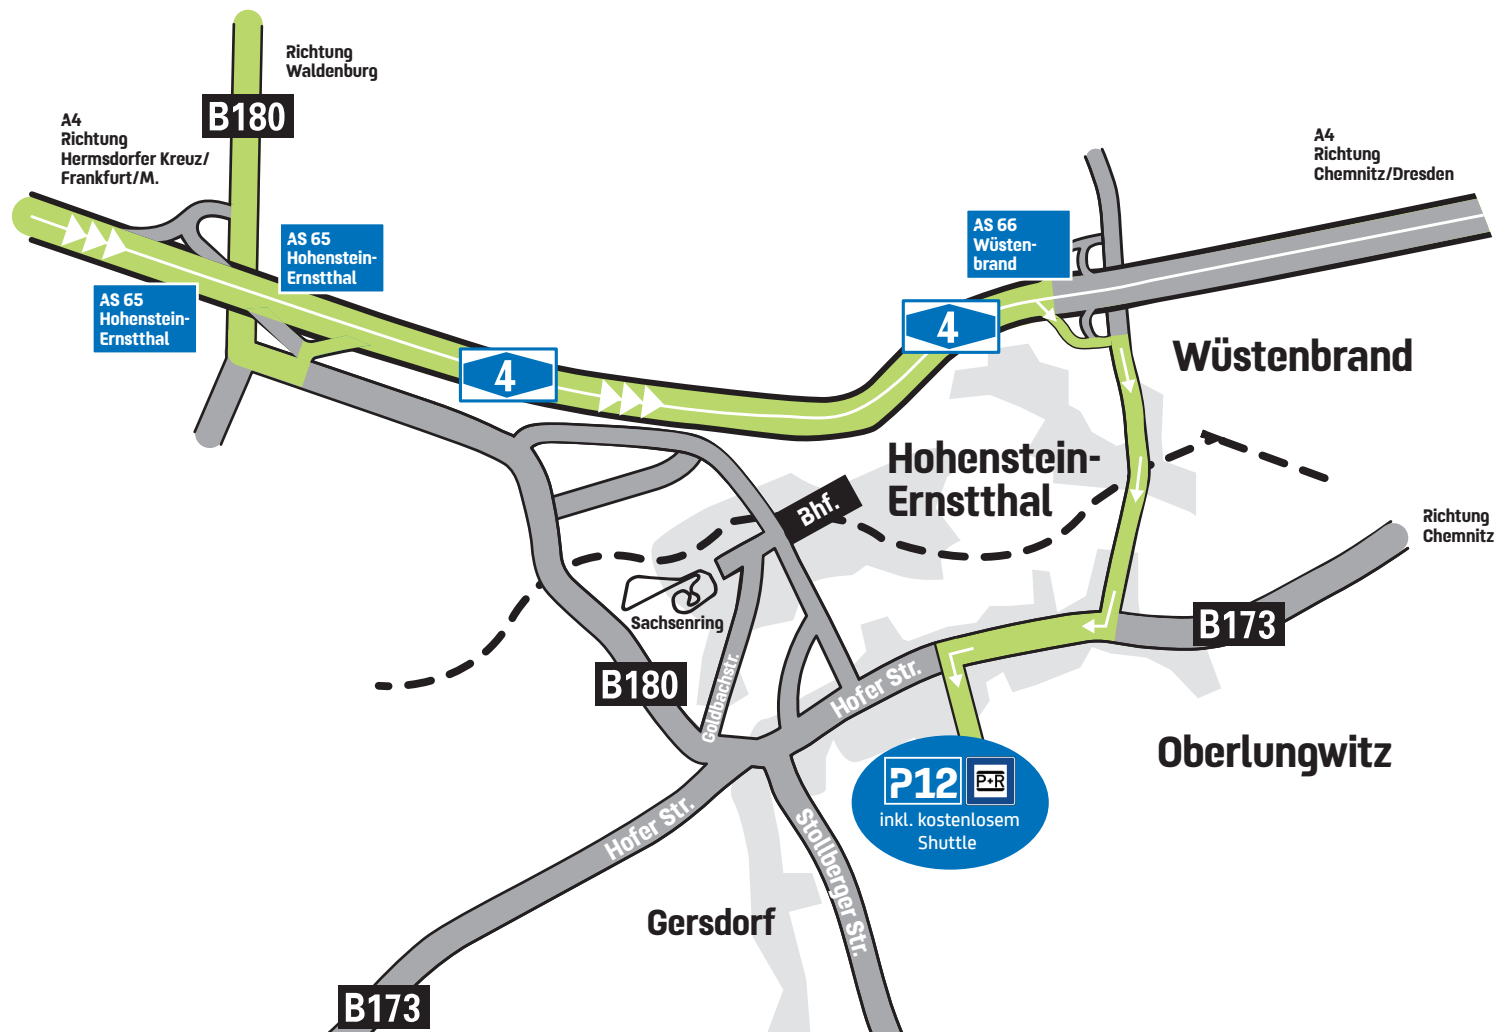 Richtung
Waldenburg
B180
A4
Richtung
Hermsdorfer Kreuz/
Frankfurt/M.
A4
Richtung
Chemnitz/Dresden
AS 65
Hohenstein-
Ernstthal
AS 66
Wüsten-
brand
AS 65
Hohenstein-
Ernstthal
4
4
Wüstenbrand
Hohenstein-
Ernstthal
Bhf.
Richtung
Chemnitz
Sachsenring
B173
B180
Goldbachstr.
Hofer Str.
Oberlungwitz
P12
P+R
inkl. kostenlosem
Shuttle
Hofer Str.
Stollberger Str.
Gersdorf
B173